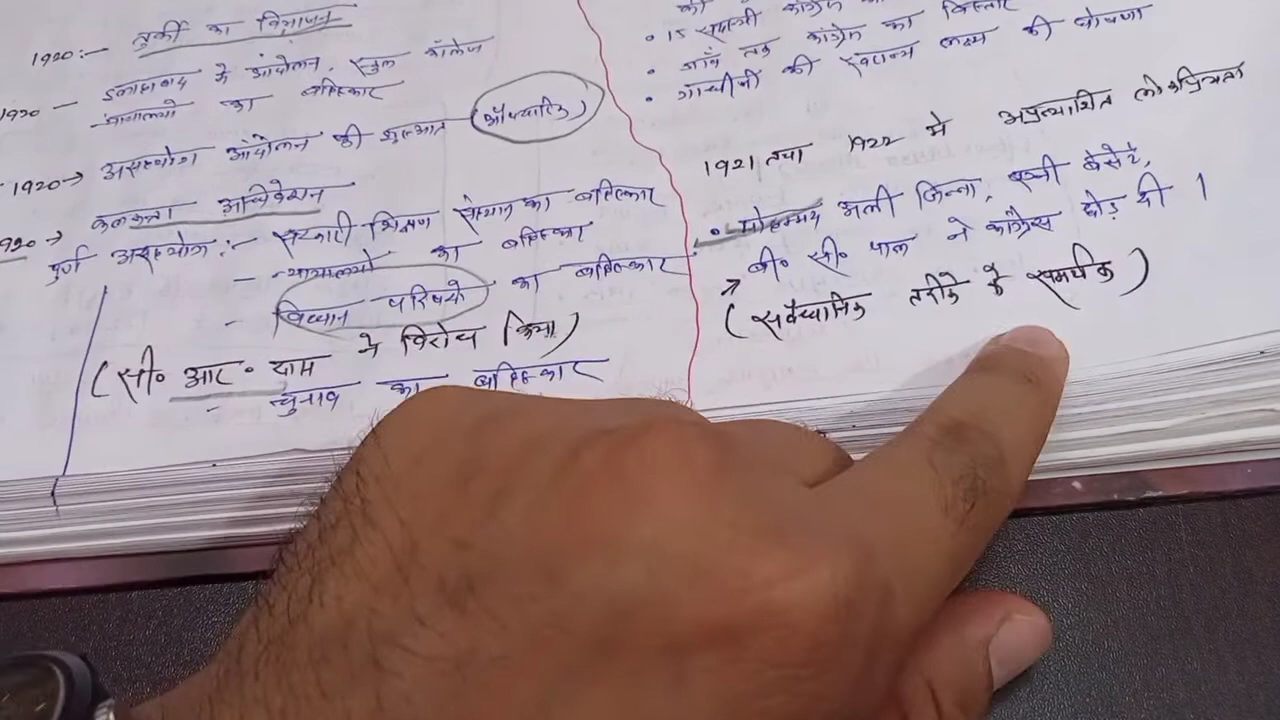 1920:- तुर्की का विभाजन
1920 - इलाहाबाद में आंदोलन, स्कुल कॉलेज
न्यायालयो का बहिष्कार
1920→ असहयोग आंदोलन की शुरुआत (औपचारिक)
1920→ कलकत्ता अधिवेशन
पुर्ण असहयोग:- सरकारी शिक्षण संस्थान का बहिष्कार
- न्यायालयो का बहिष्कार
- विधान परिषदो का बहिष्कार
(सी० आर० दास ने विरोध किया)
- चुनाव का बहिष्कार
की
• 15 सदस्यी कांग्रेस
• गाँव तक कांग्रेस का विस्तार
• गाँधीजी की स्वराज्य लक्ष्य की घोषणा
1921 तथा 1922 में अप्रत्याशित लोकप्रियता
• मोहम्मद अली जिन्ना, एनी बेसेंट,
बी० सी० पाल ने कांग्रेस छोड़ दी ।
(सवैधानिक तरीके के समर्थक)